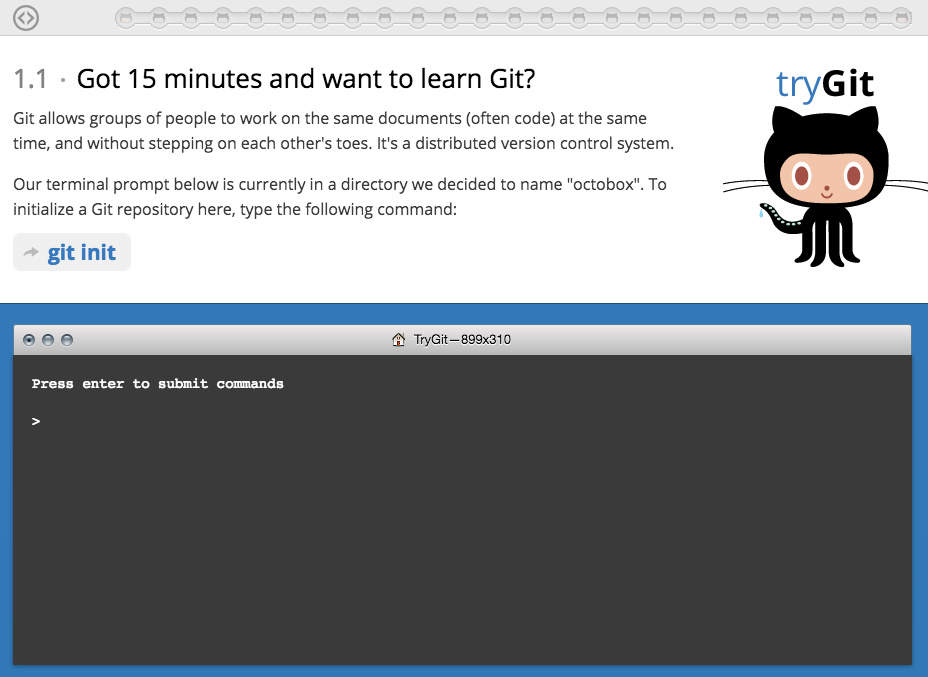 1.1 · Got 15 minutes and want to learn Git?
tryGit
Git allows groups of people to work on the same documents (often code) at the same
time, and without stepping on each other's toes. It's a distributed version control system.
Our terminal prompt below is currently in a directory we decided to name "octobox". To
initialize a Git repository here, type the following command:
git init
TryGit—899x310
Press enter to submit commands
>